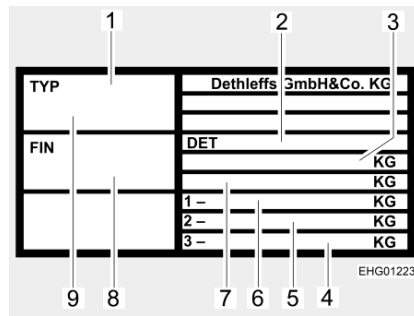 1 2 3
TYP Dethleffs GmbH&Co. KG
FIN DET
KG
KG
1 – KG
2 – KG
3 – KG
EHG01223
9 8 7 6 5 4